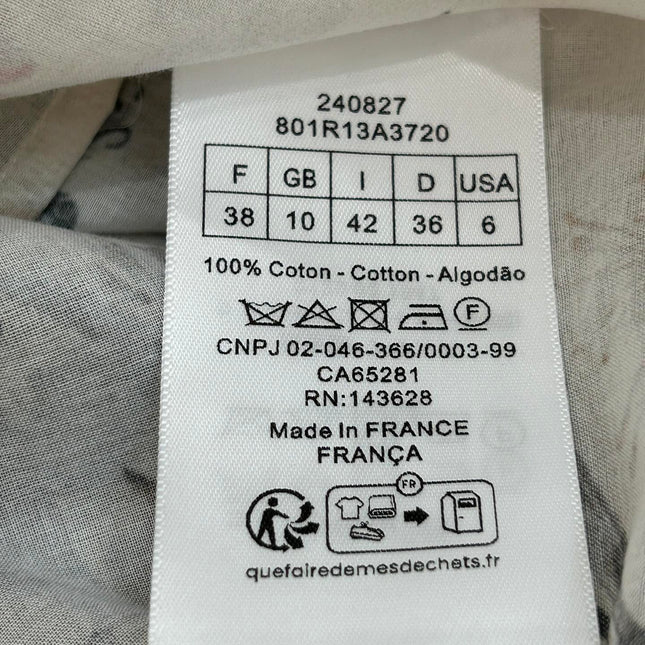 240827
801R13A3720
F GB I D USA
38 10 42 36 6
100% Coton - Cotton - Algodão
F
CNPJ 02-046-366/0003-99
CA65281
RN:143628
Made In FRANCE
FRANÇA
FR
quefairedemesdechets.fr